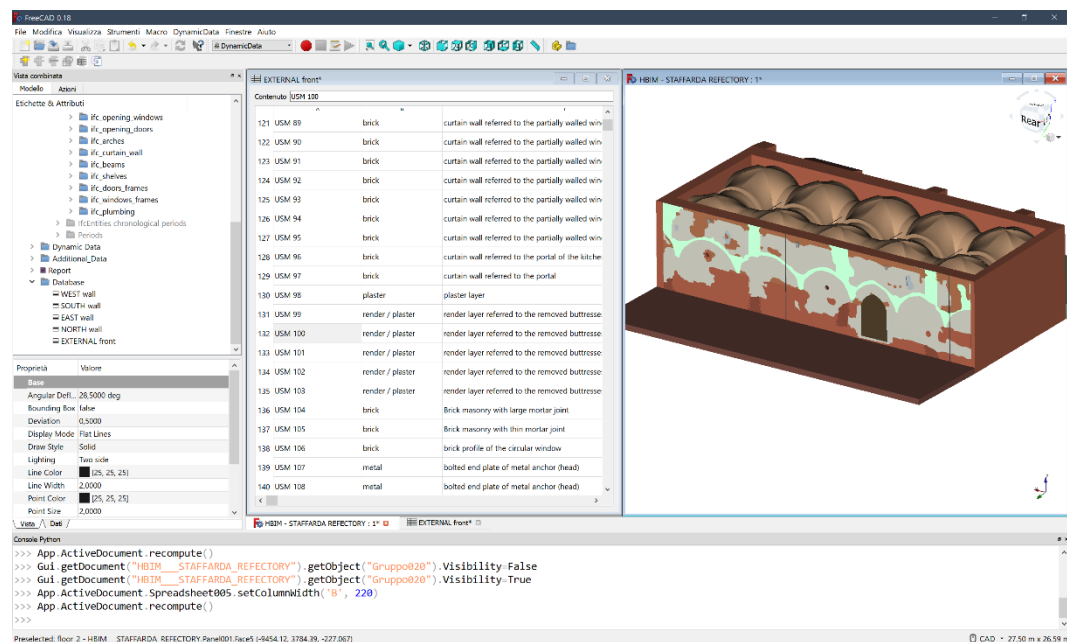 FreeCAD 0.18
File Modifica Visualizza Strumenti Macro DynamicData Finestre Aiuto
DynamicData
Vista combinata
Modello Azioni
Etichette & Attributi
ifc_opening_windows
ifc_opening_doors
ifc_arches
ifc_curtain_wall
ifc_beams
ifc_shelves
ifc_doors_frames
ifc_windows_frames
ifc_plumbing
IfcEntities chronological periods
Periods
Dynamic Data
Additional_Data
Report
Database
WEST wall
SOUTH wall
EAST wall
NORTH wall
EXTERNAL front
Proprietà Valore
Base
Angular Defl... 28,5000 deg
Bounding Box false
Deviation 0,5000
Display Mode Flat Lines
Draw Style Solid
Lighting Two side
Line Color [25, 25, 25]
Line Width 2,0000
Point Color [25, 25, 25]
Point Size 2,0000
Vista Dati
EXTERNAL front*
Contenuto USM 100
121 USM 89 brick curtain wall referred to the partially walled win
122 USM 90 brick curtain wall referred to the partially walled win
123 USM 91 brick curtain wall referred to the partially walled win
124 USM 92 brick curtain wall referred to the partially walled win
125 USM 93 brick curtain wall referred to the partially walled win
126 USM 94 brick curtain wall referred to the partially walled win
127 USM 95 brick curtain wall referred to the partially walled win
128 USM 96 brick curtain wall referred to the portal of the kitche
129 USM 97 brick curtain wall referred to the portal
130 USM 98 plaster plaster layer
131 USM 99 render / plaster render layer referred to the removed buttresse
132 USM 100 render / plaster render layer referred to the removed buttresse
133 USM 101 render / plaster render layer referred to the removed buttresse
134 USM 102 render / plaster render layer referred to the removed buttresse
135 USM 103 render / plaster render layer referred to the removed buttresse
136 USM 104 brick Brick masonry with large mortar joint
137 USM 105 brick Brick masonry with thin mortar joint
138 USM 106 brick brick profile of the circular window
139 USM 107 metal bolted end plate of metal anchor (head)
140 USM 108 metal bolted end plate of metal anchor (head)
HBIM - STAFFARDA REFECTORY : 1*
Rear
HBIM - STAFFARDA REFECTORY : 1* EXTERNAL front*
Console Python
>>> App.ActiveDocument.recompute()
>>> Gui.getDocument("HBIM___STAFFARDA_REFECTORY").getObject("Gruppo020").Visibility=False
>>> Gui.getDocument("HBIM___STAFFARDA_REFECTORY").getObject("Gruppo020").Visibility=True
>>> App.ActiveDocument.Spreadsheet005.setColumnWidth('B', 220)
>>> App.ActiveDocument.recompute()
>>>
Preselected: floor 2 - HBIM___STAFFARDA_REFECTORY.Panel001.Face5 (-9454.12, 3784.39, -227.067)
CAD 27.50 m x 26.59 m